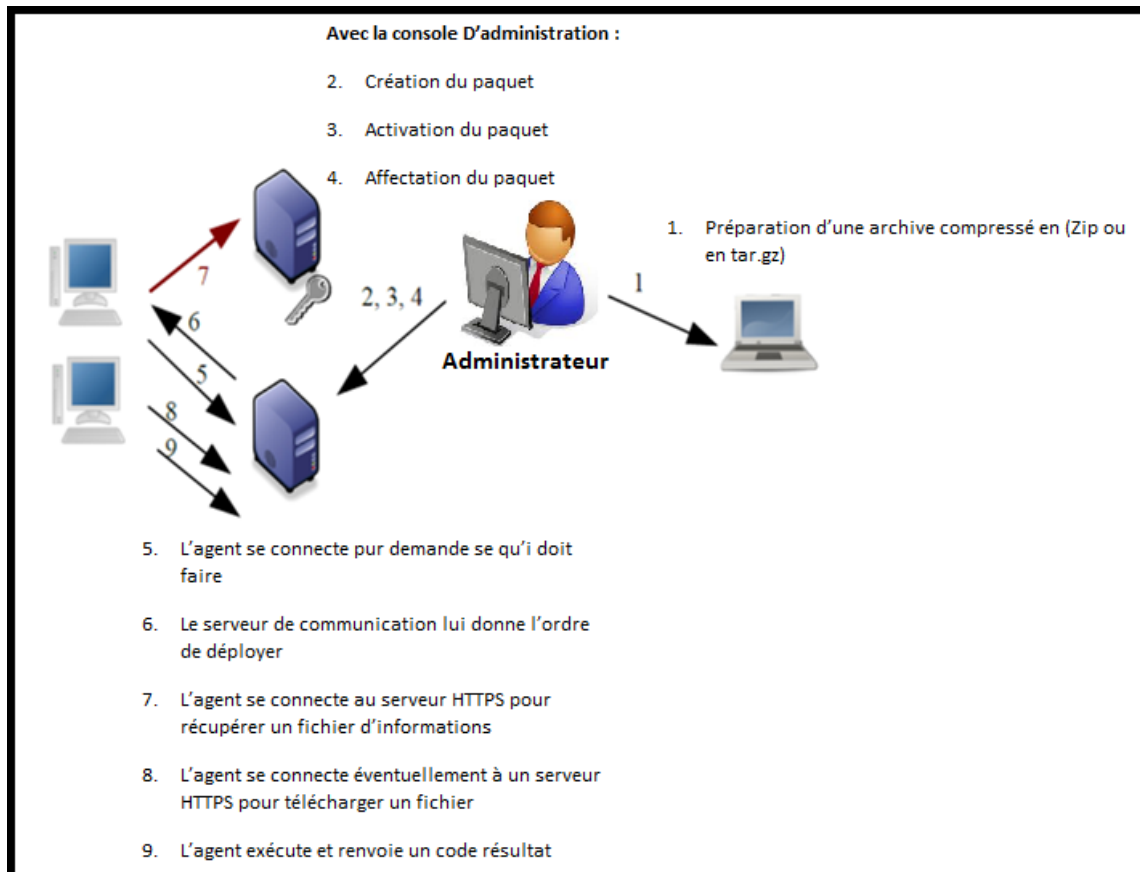 Avec la console D'administration :
2. Création du paquet
3. Activation du paquet
4. Affectation du paquet
1. Préparation d'une archive compressé en (Zip ou
en tar.gz)
7
2, 3, 4
1
6
Administrateur
5
8
9
5. L'agent se connecte pur demande se qu'i doit
faire
6. Le serveur de communication lui donne l'ordre
de déployer
7. L'agent se connecte au serveur HTTPS pour
récupérer un fichier d'informations
8. L'agent se connecte éventuellement à un serveur
HTTPS pour télécharger un fichier
9. L'agent exécute et renvoie un code résultat